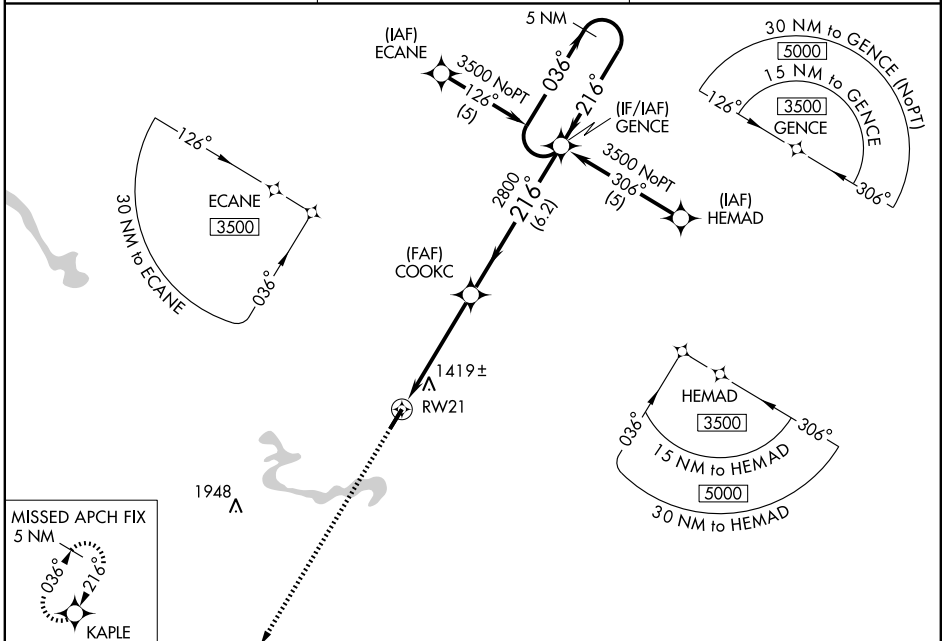 5 NM
(IAF)
ECANE
3500 NoPT
126°
(5)
036°
216°
(IF/IAF)
GENCE
3500 NoPT
306°
(5)
(IAF)
HEMAD
2800
216°
(6.2)
(FAF)
COOKC
1419±
RW21
1948
30 NM to GENCE (NoPT)
5000
15 NM to GENCE
3500
GENCE
126°
306°
126°
ECANE
3500
30 NM to ECANE
036°
HEMAD
3500
036°
306°
15 NM to HEMAD
5000
30 NM to HEMAD
MISSED APCH FIX
5 NM
036°
216°
KAPLE